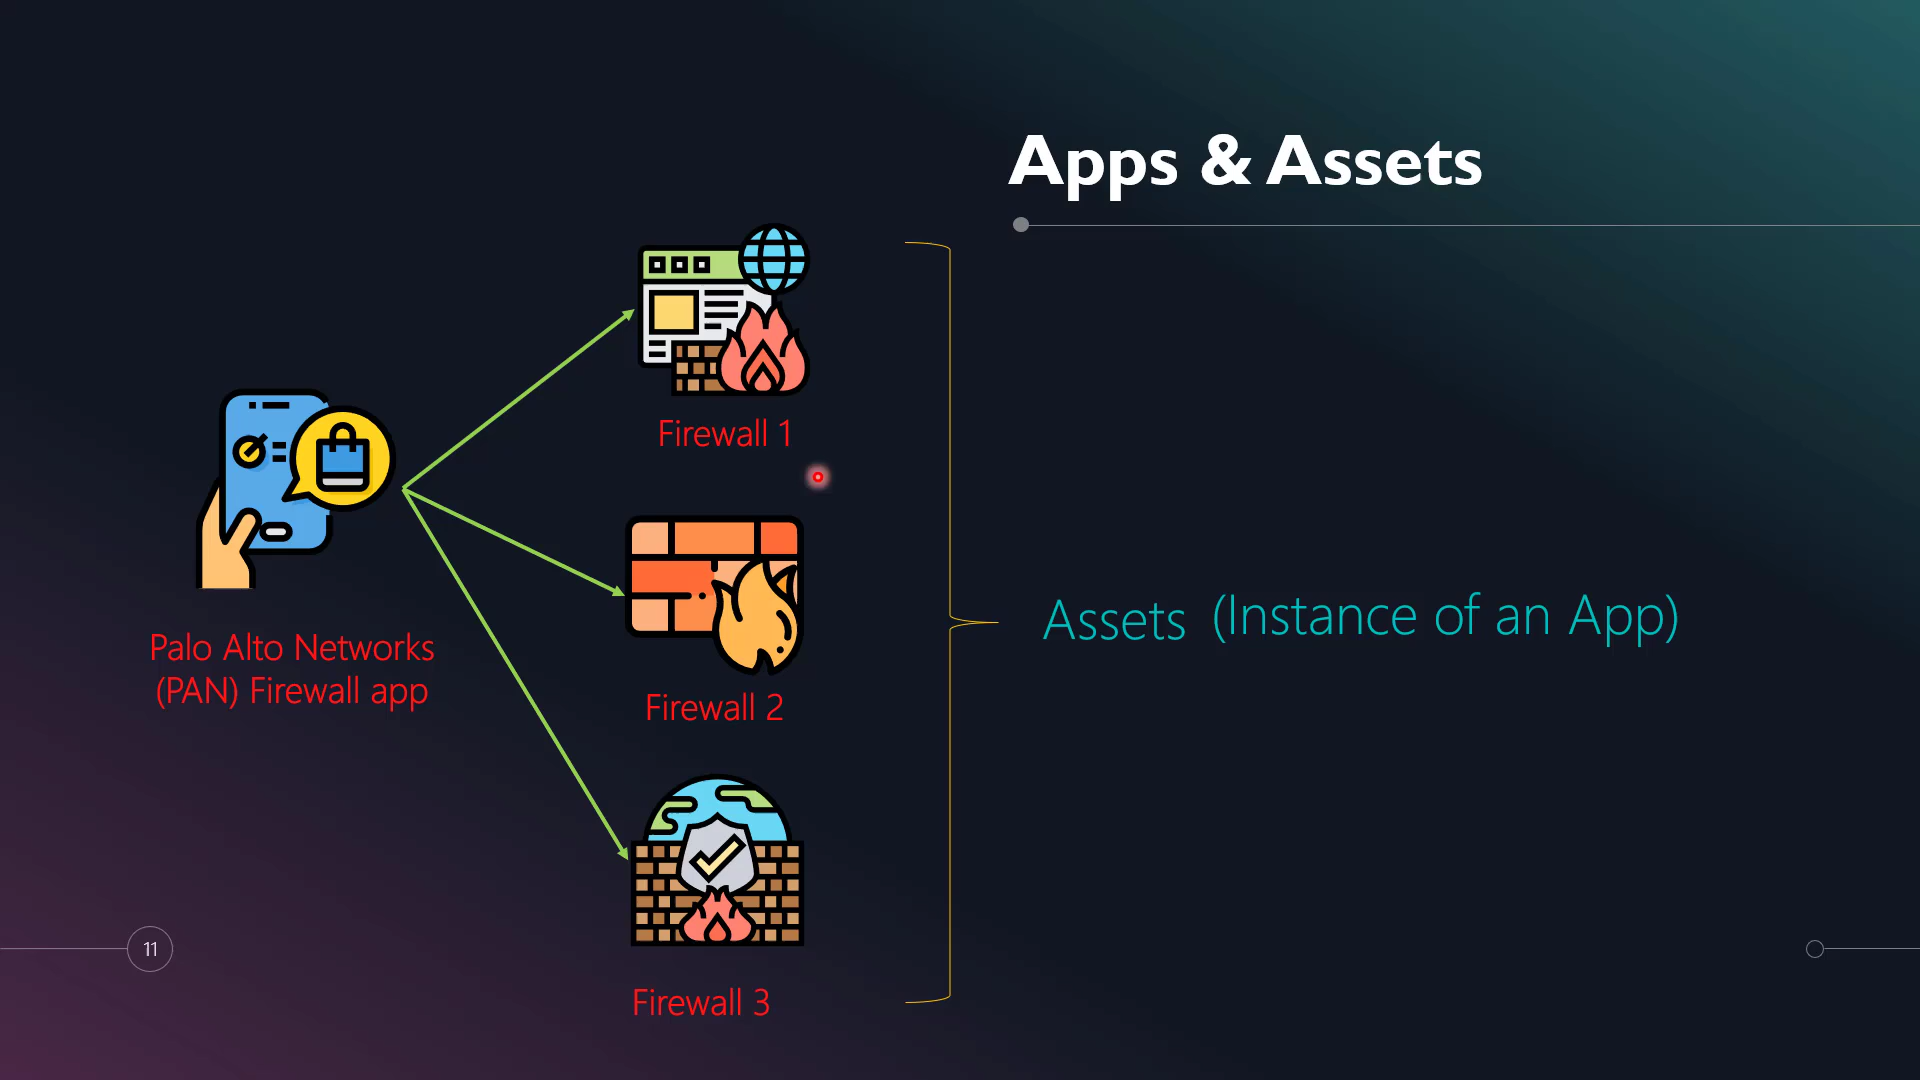 Apps & Assets
Firewall 1
Palo Alto Networks
(PAN) Firewall app
Firewall 2
Assets (Instance of an App)
Firewall 3
11